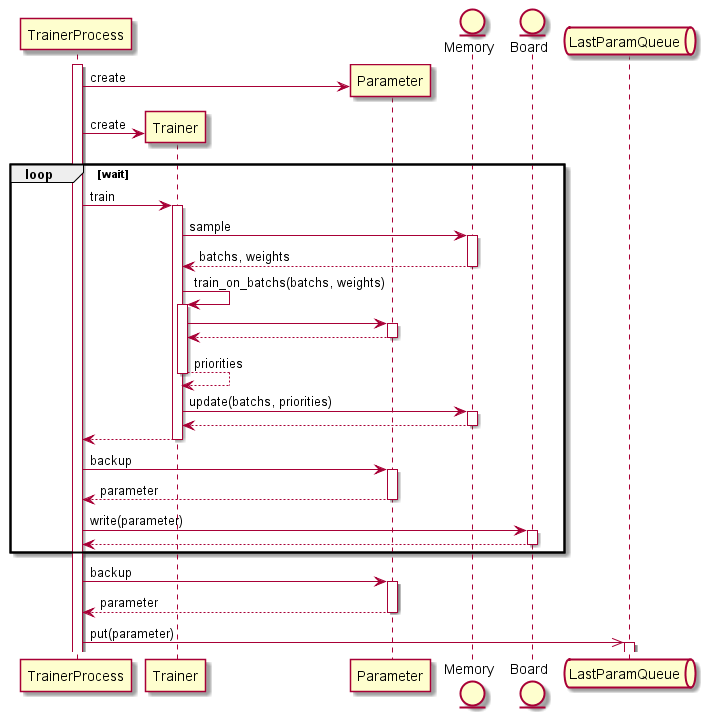 TrainerProcess
Memory
Board
LastParamQueue
create
Parameter
create
Trainer
loop [wait]
train
sample
batchs, weights
train_on_batchs(batchs, weights)
priorities
update(batchs, priorities)
backup
parameter
write(parameter)
backup
parameter
put(parameter)
TrainerProcess
Trainer
Parameter
Memory
Board
LastParamQueue